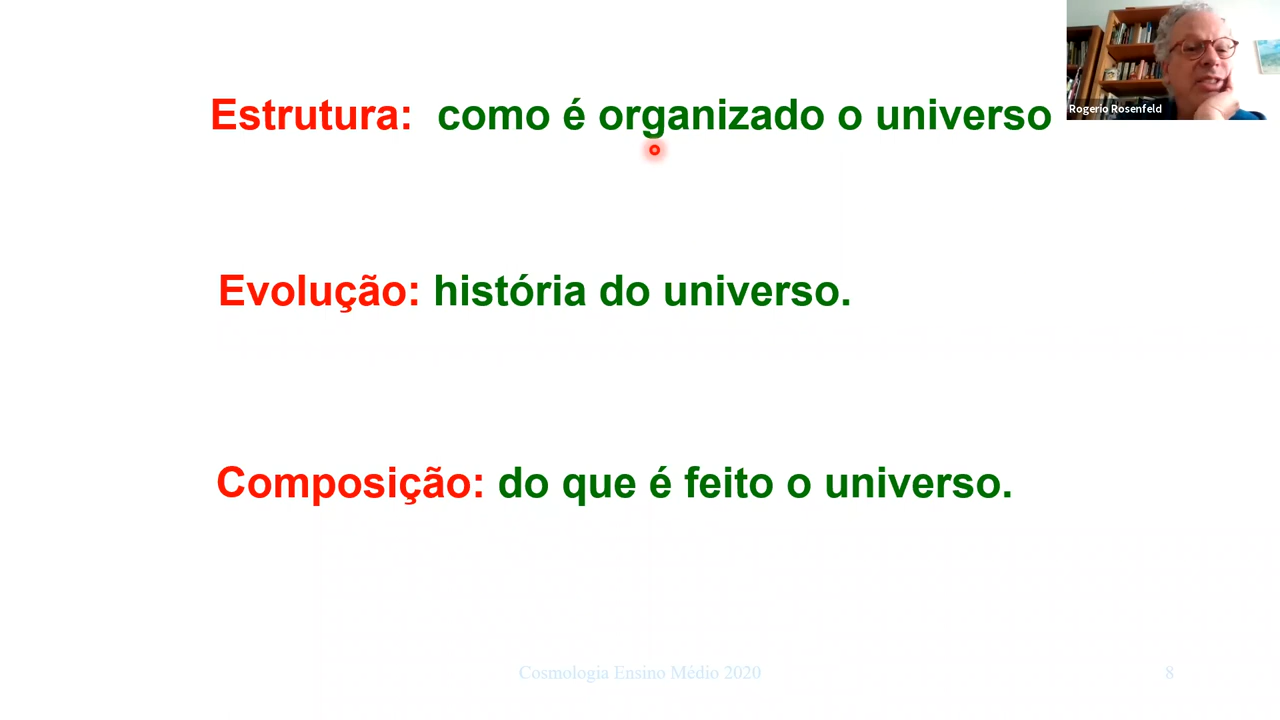 Estrutura: como é organizado o universo
Rogerio Rosenfeld
Evolução: história do universo.
Composição: do que é feito o universo.
Cosmologia Ensino Médio 2020
8